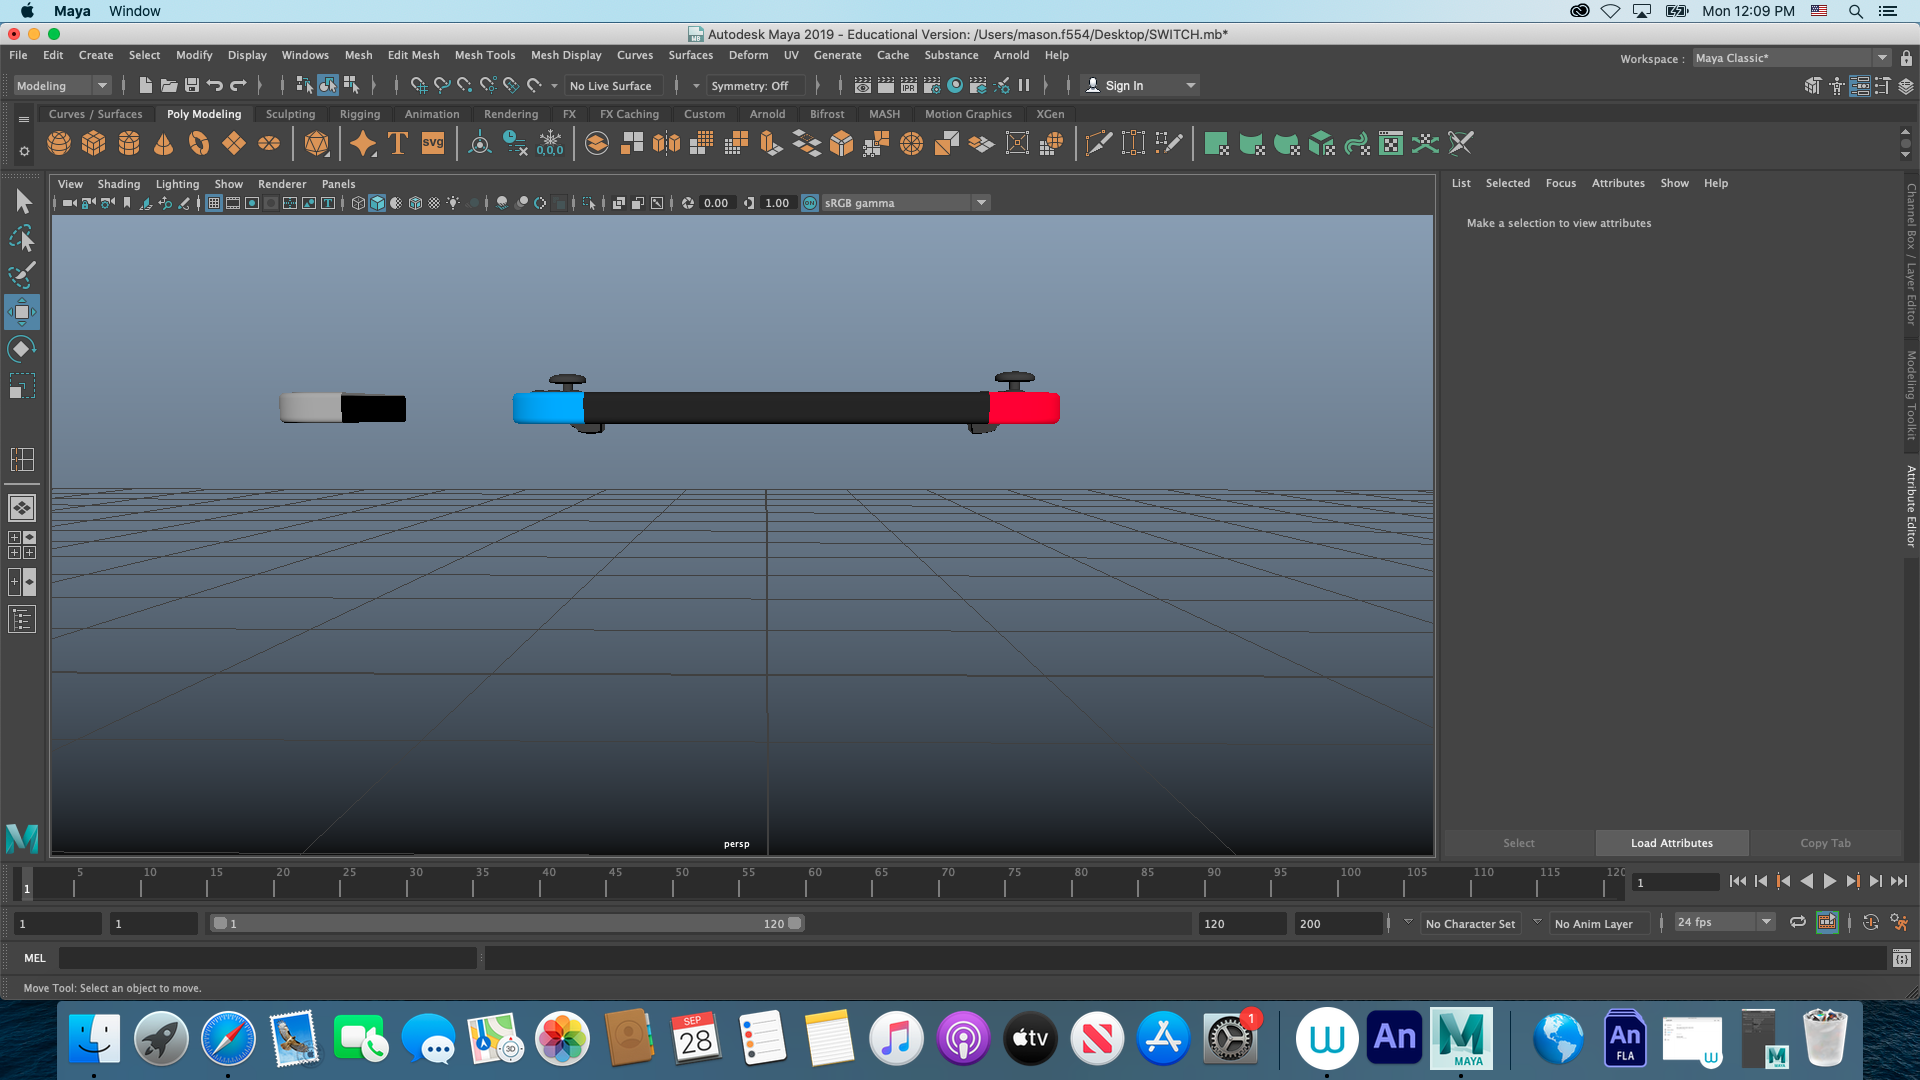 Maya Window
Mon 12:09 PM
Autodesk Maya 2019 - Educational Version: /Users/mason.f554/Desktop/SWITCH.mb*
File Edit Create Select Modify Display Windows Mesh Edit Mesh Mesh Tools Mesh Display Curves Surfaces Deform UV Generate Cache Substance Arnold Help
Workspace : Maya Classic*
Modeling No Live Surface Symmetry: Off IPR Sign In
Curves / Surfaces Poly Modeling Sculpting Rigging Animation Rendering FX FX Caching Custom Arnold Bifrost MASH Motion Graphics XGen
T svg 0,0,0
View Shading Lighting Show Renderer Panels
0.00 1.00 ON sRGB gamma
List Selected Focus Attributes Show Help
Make a selection to view attributes
Channel Box / Layer Editor
Modeling Toolkit
Attribute Editor
persp
Select Load Attributes Copy Tab
1 5 10 15 20 25 30 35 40 45 50 55 60 65 70 75 80 85 90 95 100 105 110 115 120
1
1 1 1 120 120 200 No Character Set No Anim Layer 24 fps
MEL
Move Tool: Select an object to move.
M
SEP
28
3D
tv
N
1
W
An
M
MAYA
An
FLA
W
M